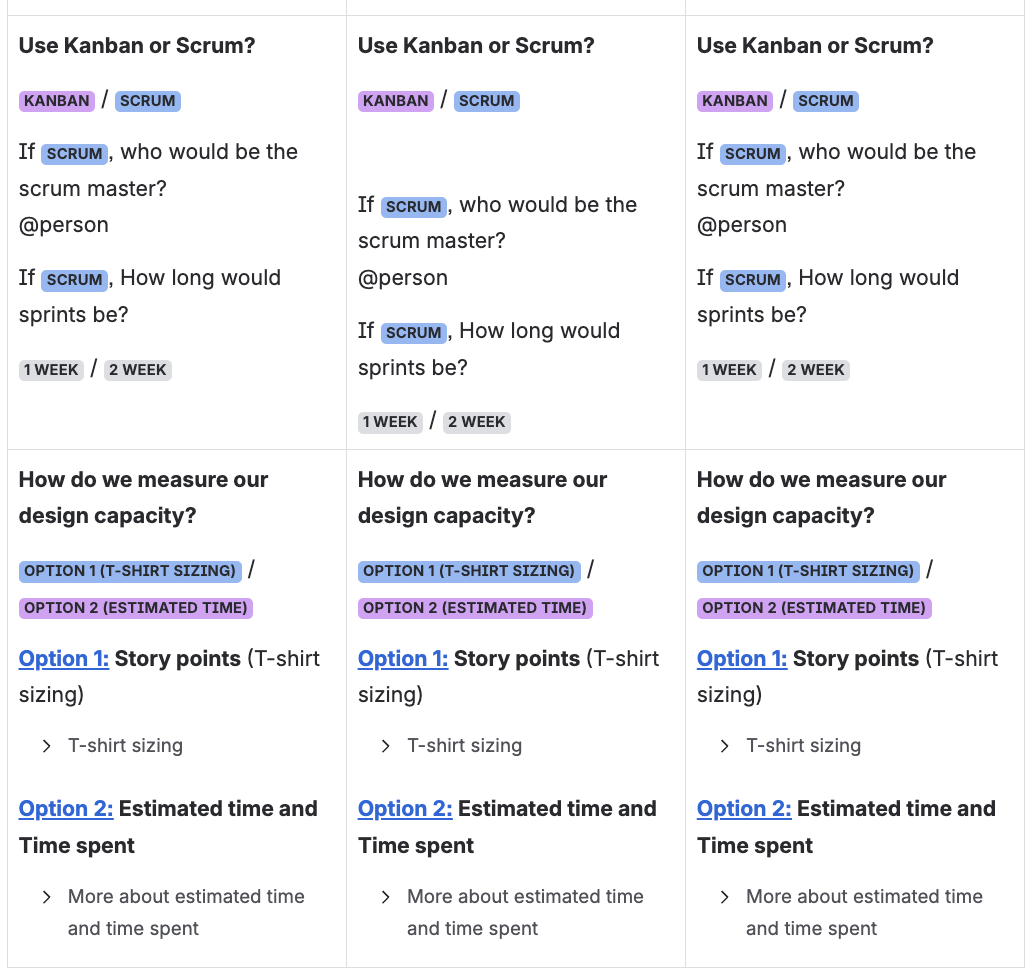 Use Kanban or Scrum?
KANBAN / SCRUM
If SCRUM, who would be the
scrum master?
@person
If SCRUM, How long would
sprints be?
1 WEEK / 2 WEEK
Use Kanban or Scrum?
KANBAN / SCRUM
If SCRUM, who would be the
scrum master?
@person
If SCRUM, How long would
sprints be?
1 WEEK / 2 WEEK
Use Kanban or Scrum?
KANBAN / SCRUM
If SCRUM, who would be the
scrum master?
@person
If SCRUM, How long would
sprints be?
1 WEEK / 2 WEEK
How do we measure our
design capacity?
OPTION 1 (T-SHIRT SIZING) /
OPTION 2 (ESTIMATED TIME)
Option 1: Story points (T-shirt
sizing)
T-shirt sizing
Option 2: Estimated time and
Time spent
More about estimated time
and time spent
How do we measure our
design capacity?
OPTION 1 (T-SHIRT SIZING) /
OPTION 2 (ESTIMATED TIME)
Option 1: Story points (T-shirt
sizing)
T-shirt sizing
Option 2: Estimated time and
Time spent
More about estimated time
and time spent
How do we measure our
design capacity?
OPTION 1 (T-SHIRT SIZING) /
OPTION 2 (ESTIMATED TIME)
Option 1: Story points (T-shirt
sizing)
T-shirt sizing
Option 2: Estimated time and
Time spent
More about estimated time
and time spent